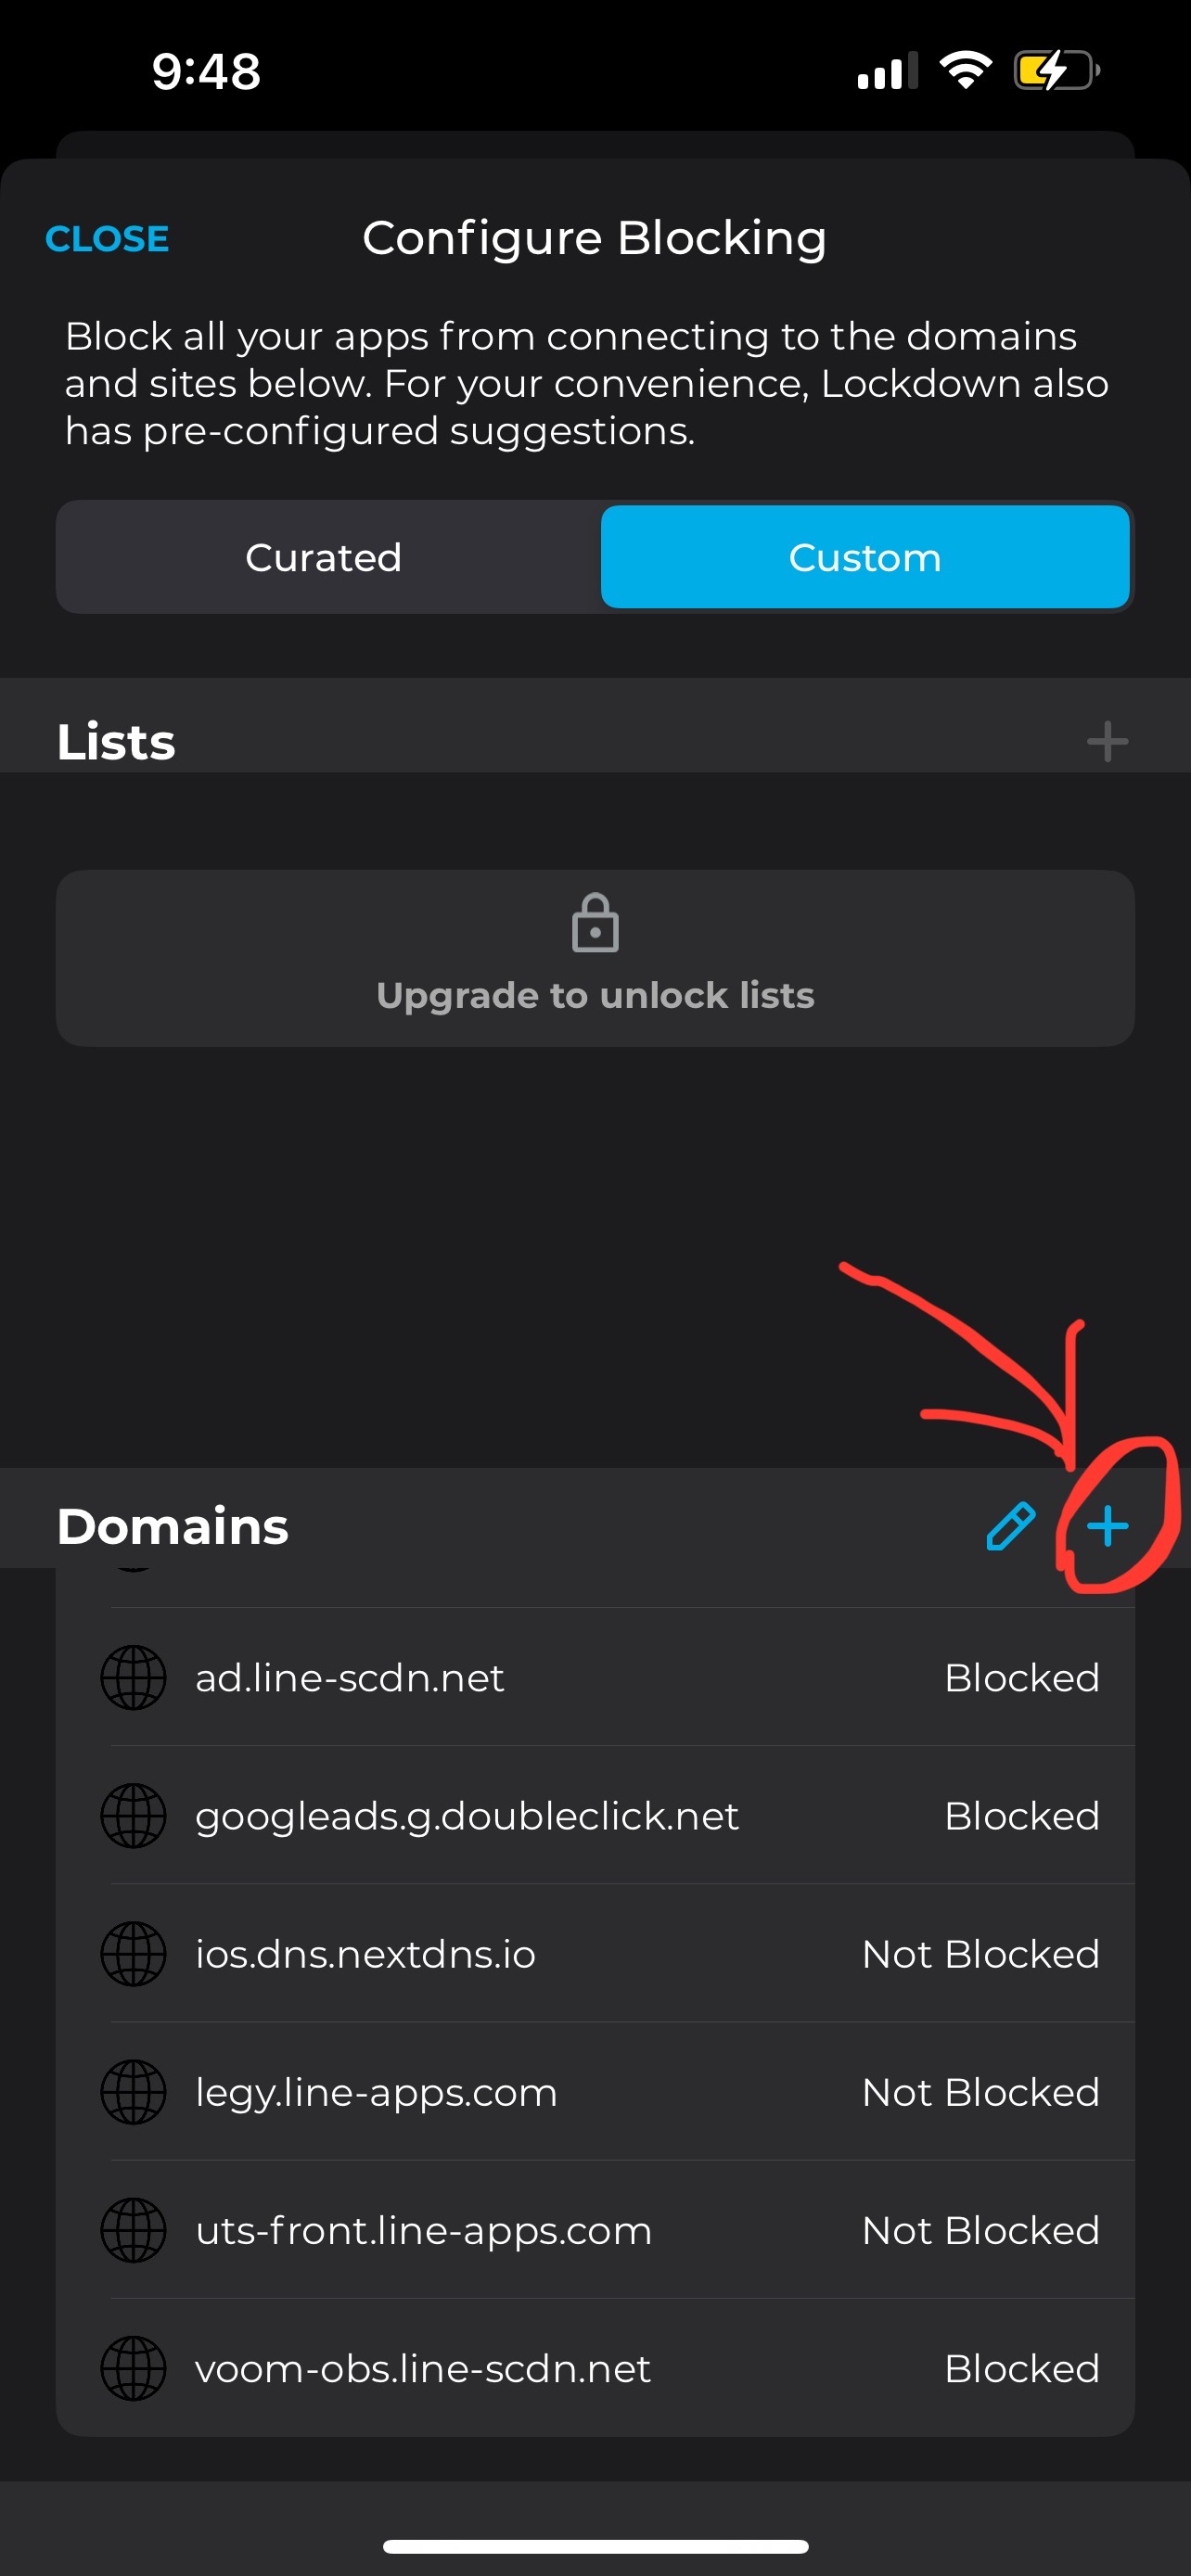 9:48
CLOSE
Configure Blocking
Block all your apps from connecting to the domains
and sites below. For your convenience, Lockdown also
has pre-configured suggestions.
Curated
Custom
Lists
Upgrade to unlock lists
Domains
ad.line-scdn.net Blocked
googleads.g.doubleclick.net Blocked
ios.dns.nextdns.io Not Blocked
legy.line-apps.com Not Blocked
uts-front.line-apps.com Not Blocked
voom-obs.line-scdn.net Blocked